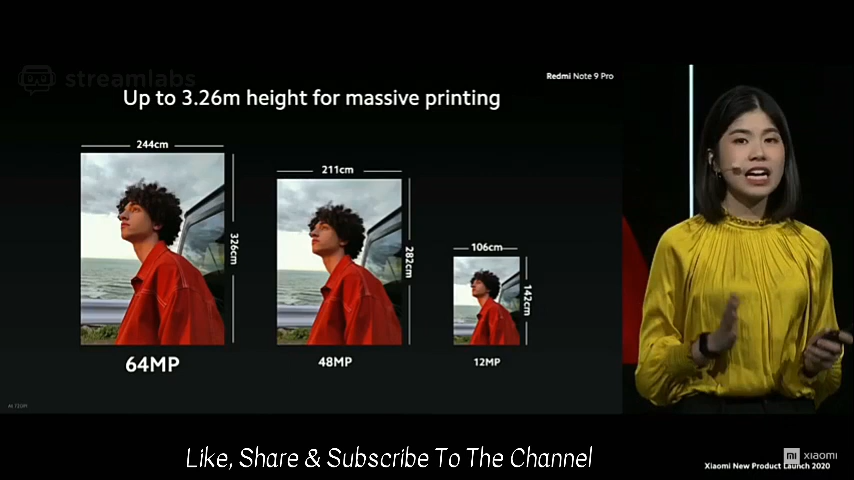 streamlabs
Redmi Note 9 Pro
Up to 3.26m height for massive printing
244cm
326cm
64MP
211cm
282cm
48MP
106cm
142cm
12MP
Like, Share & Subscribe To The Channel
mi xiaomi
Xiaomi New Product Launch 2020